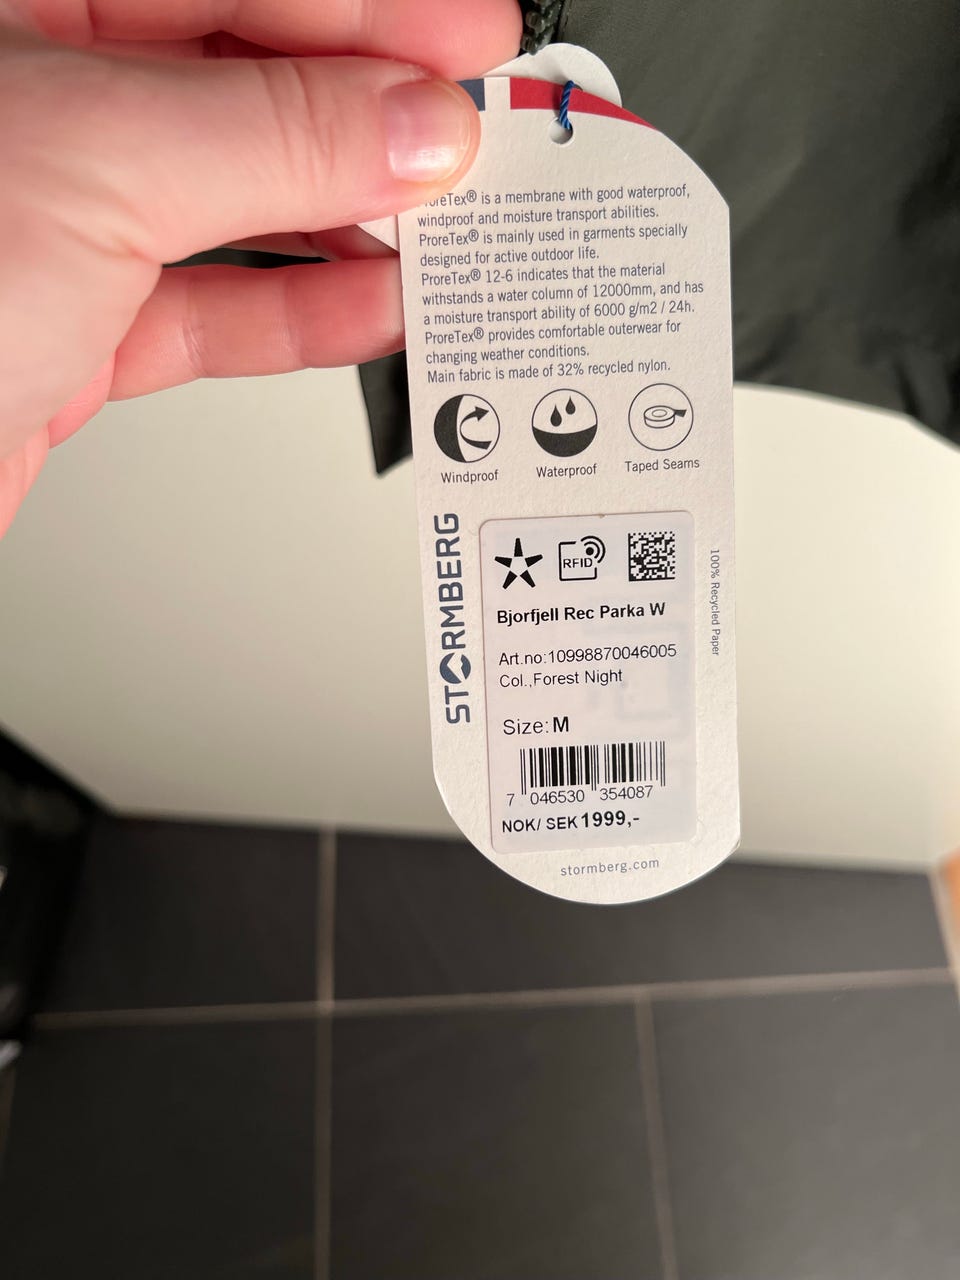 ProreTex® is a membrane with good waterproof,
windproof and moisture transport abilities.
ProreTex® is mainly used in garments specially
designed for active outdoor life.
ProreTex® 12-6 indicates that the material
withstands a water column of 12000mm, and has
a moisture transport ability of 6000 g/m2 / 24h.
ProreTex® provides comfortable outerwear for
changing weather conditions.
Main fabric is made of 32% recycled nylon.
Windproof
Waterproof
Taped Seams
STORMBERG
RFID
Bjorfjell Rec Parka W
Art.no:10998870046005
Col.,Forest Night
Size: M
7 046530 354087
NOK/ SEK 1999,-
100% Recycled Paper
stormberg.com